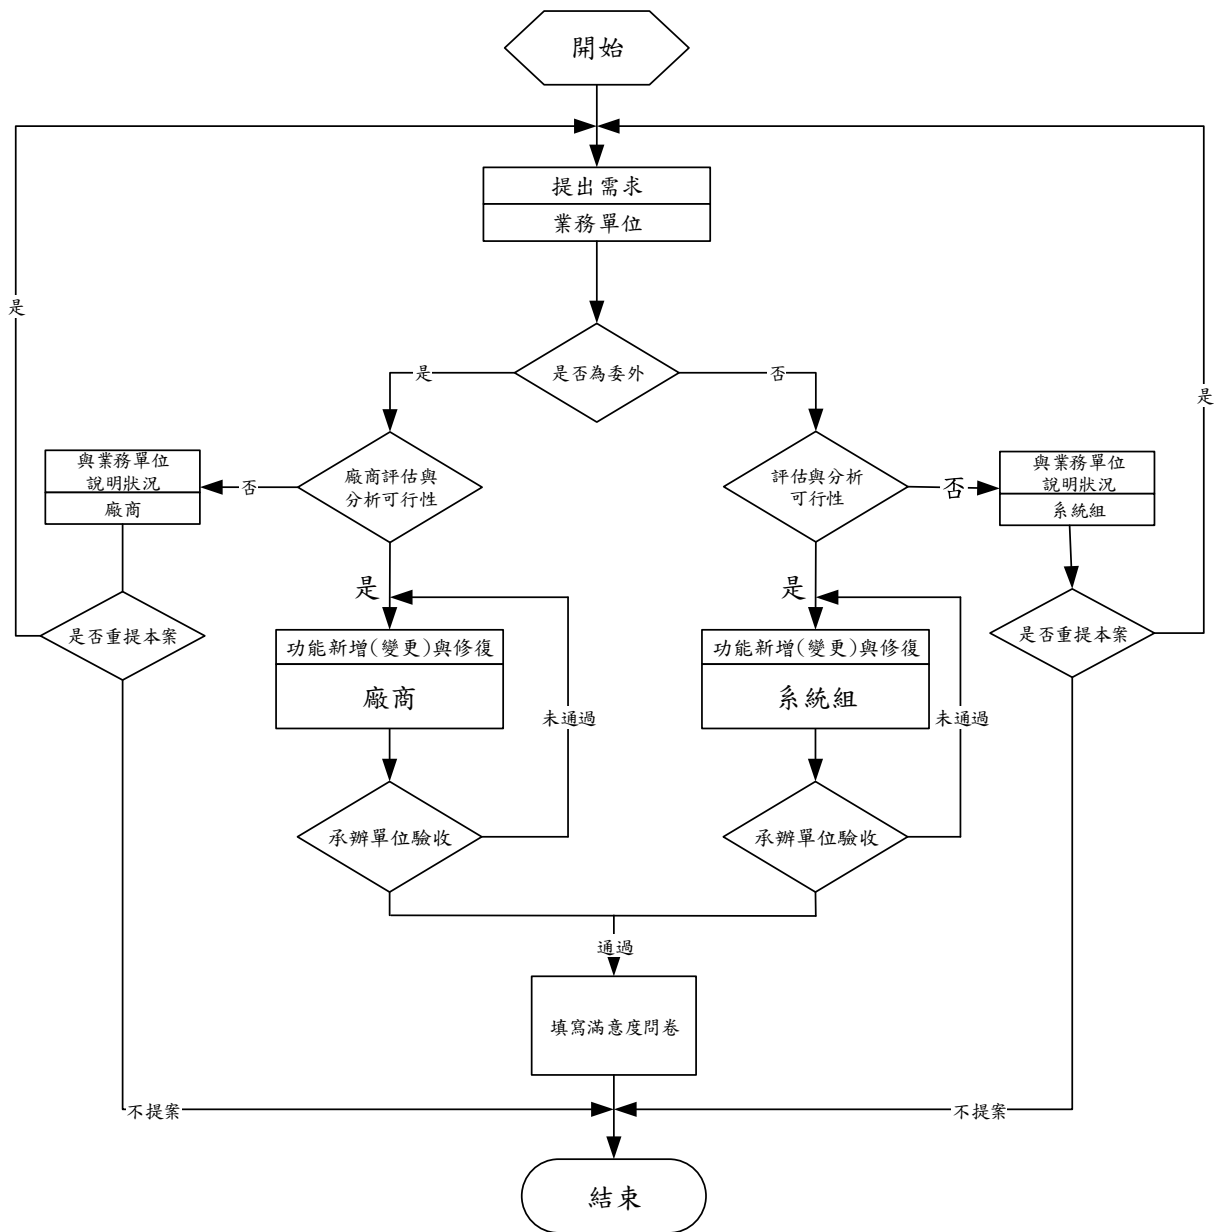 開始
提出需求
業務單位
是
是否為委外
是
否
是
與業務單位
說明狀況
廠商
否
廠商評估與
分析可行性
評估與分析
可行性
否
與業務單位
說明狀況
系統組
是
是
是否重提本案
是否重提本案
功能新增(變更)與修復
廠商
未通過
功能新增(變更)與修復
系統組
未通過
承辦單位驗收
承辦單位驗收
通過
填寫滿意度問卷
不提案
不提案
結束